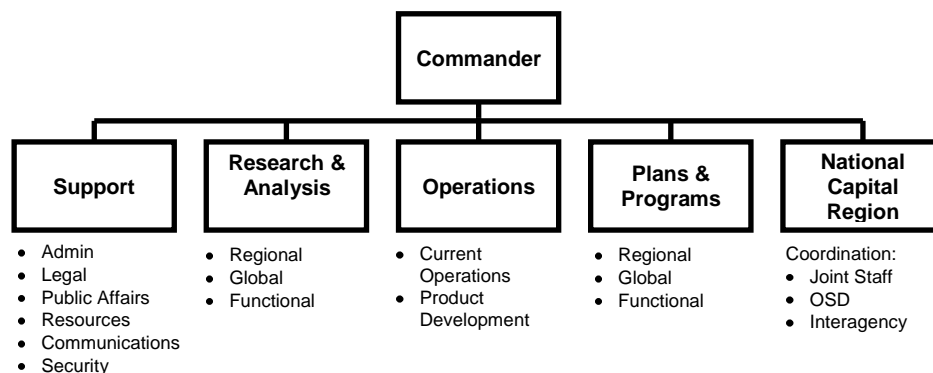 Commander
Support
Research &
Analysis
Operations
Plans &
Programs
National
Capital
Region
• Admin
• Legal
• Public Affairs
• Resources
• Communications
• Security
• Regional
• Global
• Functional
• Current
Operations
• Product
Development
• Regional
• Global
• Functional
Coordination:
• Joint Staff
• OSD
• Interagency